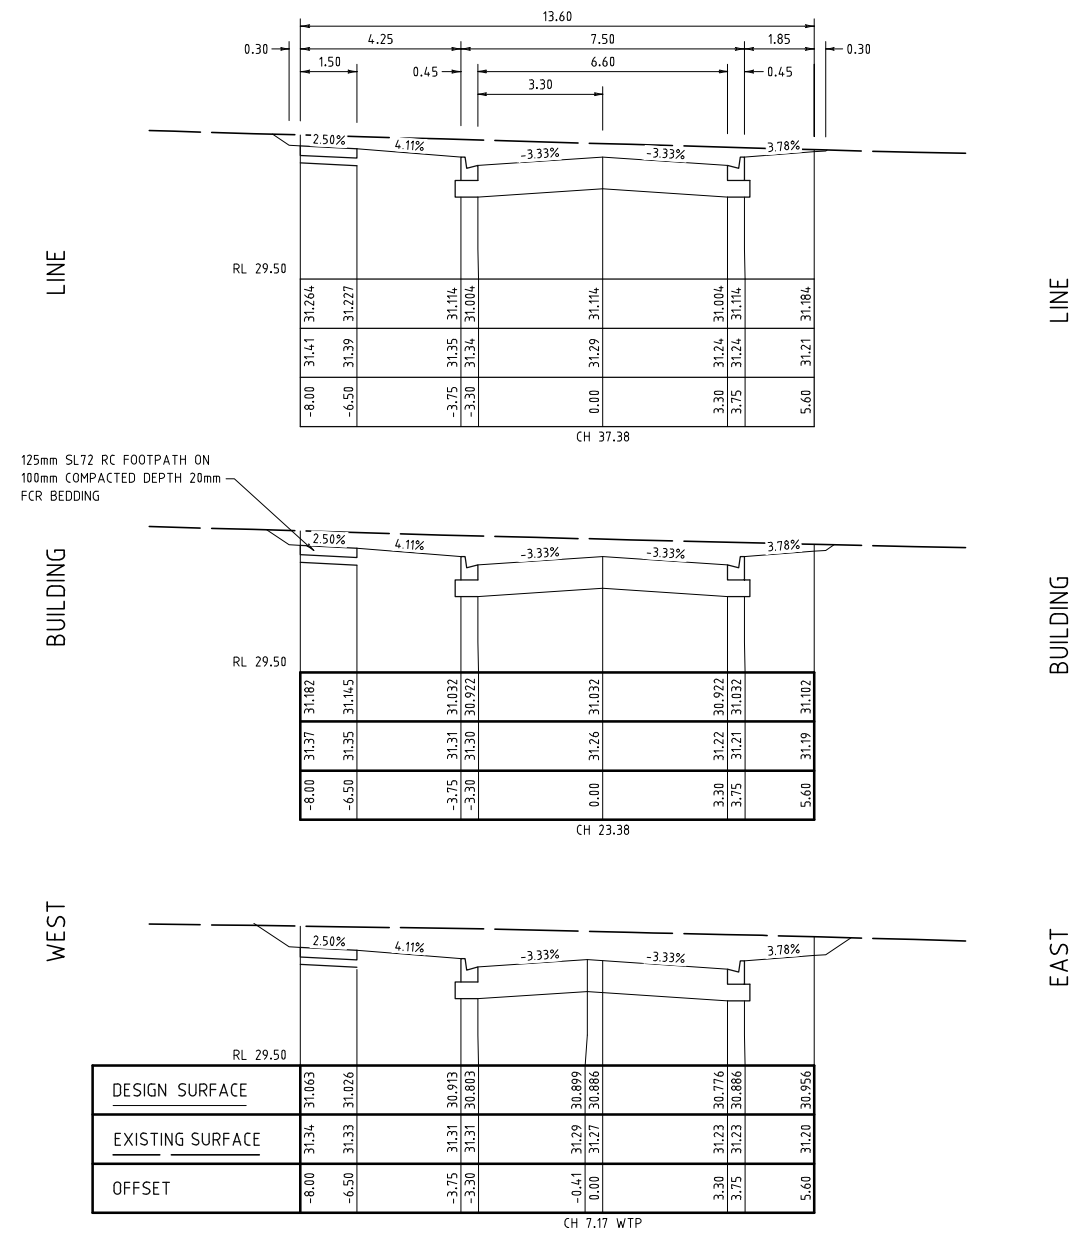 13.60
4.25 7.50 1.85
0.30 0.30
1.50 0.45 6.60 0.45
3.30
2.50% 4.11% -3.33% -3.33% 3.78%
LINE
LINE
RL 29.50
31.264 31.227 31.114 31.004 31.114 31.004 31.114 31.184
31.41 31.39 31.35 31.34 31.29 31.24 31.24 31.21
-8.00 -6.50 -3.75 -3.30 0.00 3.30 3.75 5.60
CH 37.38
125mm SL72 RC FOOTPATH ON
100mm COMPACTED DEPTH 20mm
FCR BEDDING
2.50% 4.11% -3.33% -3.33% 3.78%
BUILDING
BUILDING
RL 29.50
31.182 31.145 31.032 30.922 31.032 30.922 31.032 31.102
31.37 31.35 31.31 31.30 31.26 31.22 31.21 31.19
-8.00 -6.50 -3.75 -3.30 0.00 3.30 3.75 5.60
CH 23.38
WEST
EAST
2.50% 4.11% -3.33% -3.33% 3.78%
RL 29.50
DESIGN SURFACE 31.063 31.026 30.913 30.803 30.899 30.886 30.776 30.886 30.956
EXISTING SURFACE 31.34 31.33 31.31 31.31 31.29 31.27 31.23 31.23 31.20
OFFSET -8.00 -6.50 -3.75 -3.30 -0.41 0.00 3.30 3.75 5.60
CH 7.17 WTP